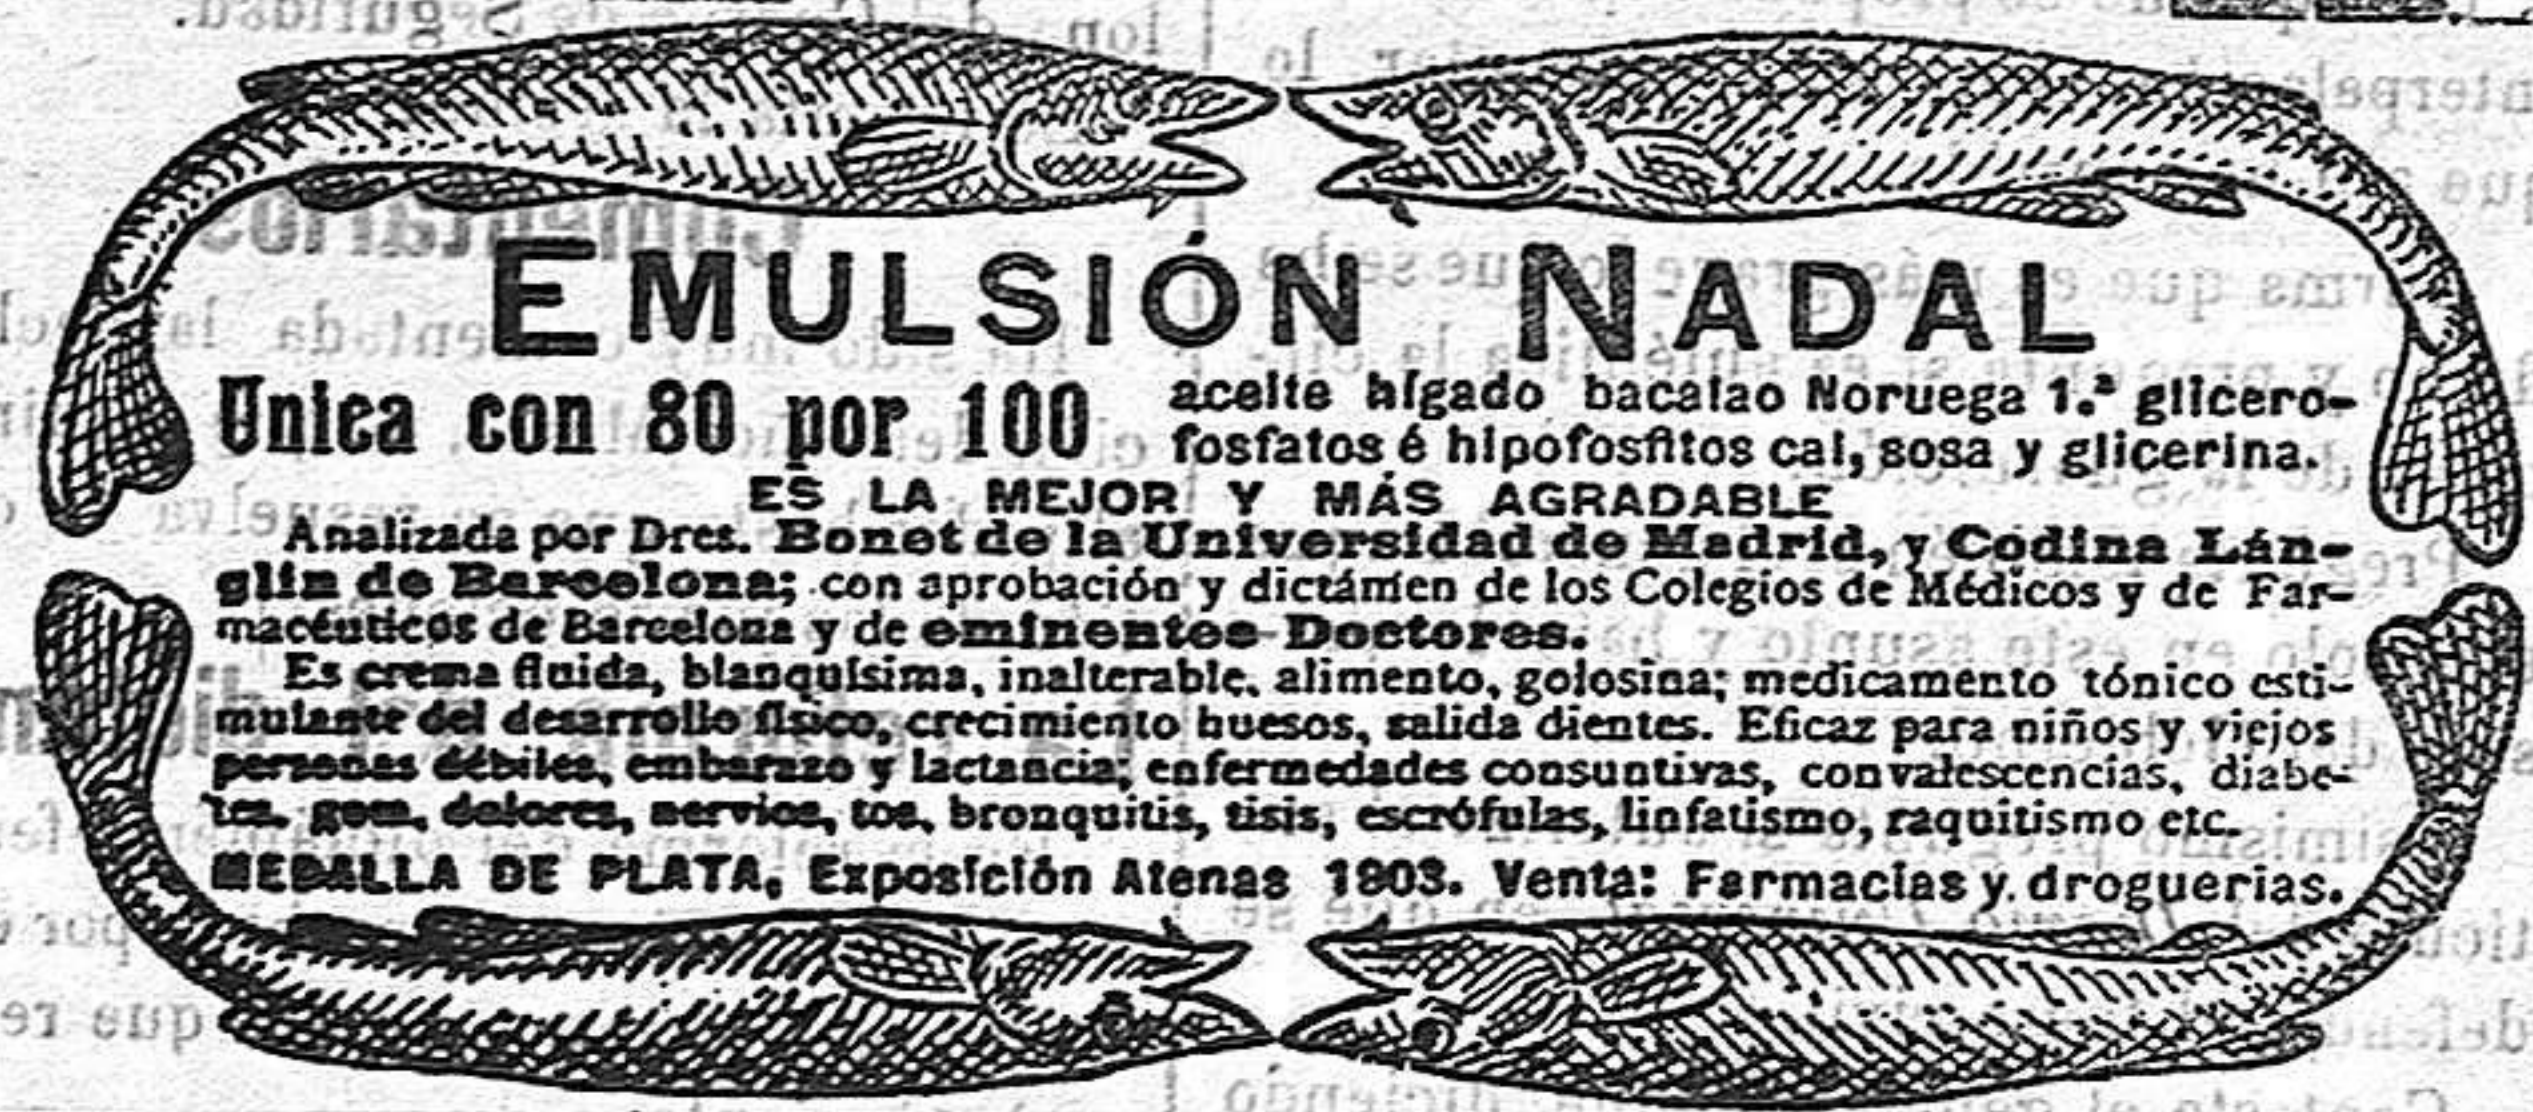 EMULSIÓN NADAL
Unica con 80 por 100 aceite hígado bacalao Noruega 1.ª glicero-
fosfatos é hipofosfitos cal, sosa y glicerina.
ES LA MEJOR Y MÁS AGRADABLE
Analizada por Dres. Bonet de la Universidad de Madrid, y Codina Lán-
glin de Barcelona; con aprobación y dictámen de los Colegios de Médicos y de Far-
macéuticos de Barcelona y de eminentes Doctores.
Es crema fluida, blanquísima, inalterable, alimento, golosina; medicamento tónico esti-
mulante del desarrollo físico, crecimiento huesos, salida dientes. Eficaz para niños y viejos
personas débiles, embarazo y lactancia; enfermedades consuntivas, convalescencias, diabe-
tes, dolores, nervios, tos, bronquitis, tisis, escrófulas, linfatismo, raquitismo etc.
MEDALLA DE PLATA, Exposición Atenas 1903. Venta: Farmacias y droguerias.